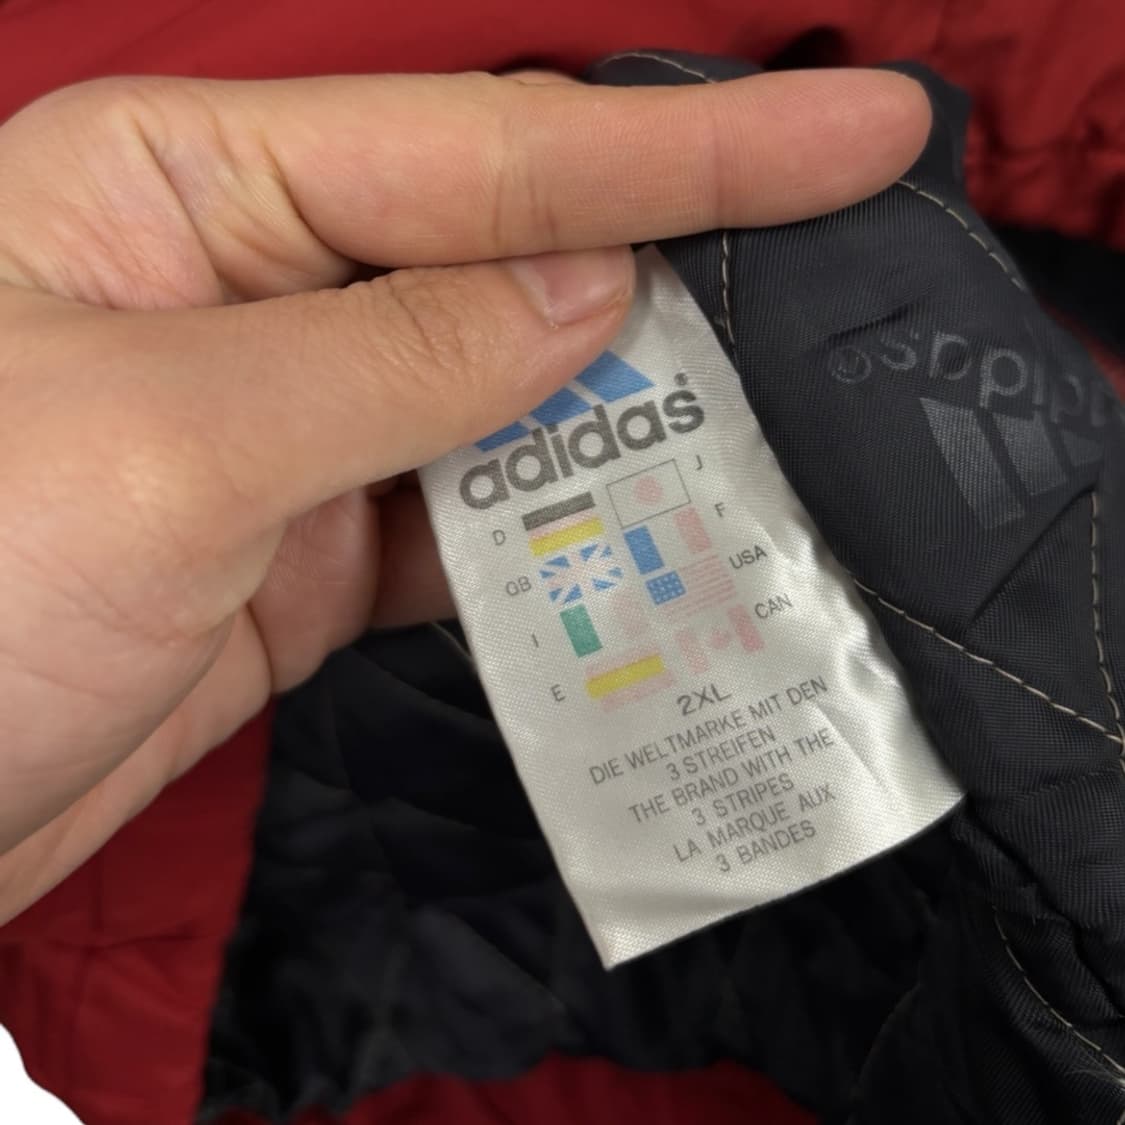 adidas®
D
J
GB
F
I
USA
E
CAN
2XL
DIE WELTMARKE MIT DEN
3 STREIFEN
THE BRAND WITH THE
3 STRIPES
LA MARQUE AUX
3 BANDES
adidas